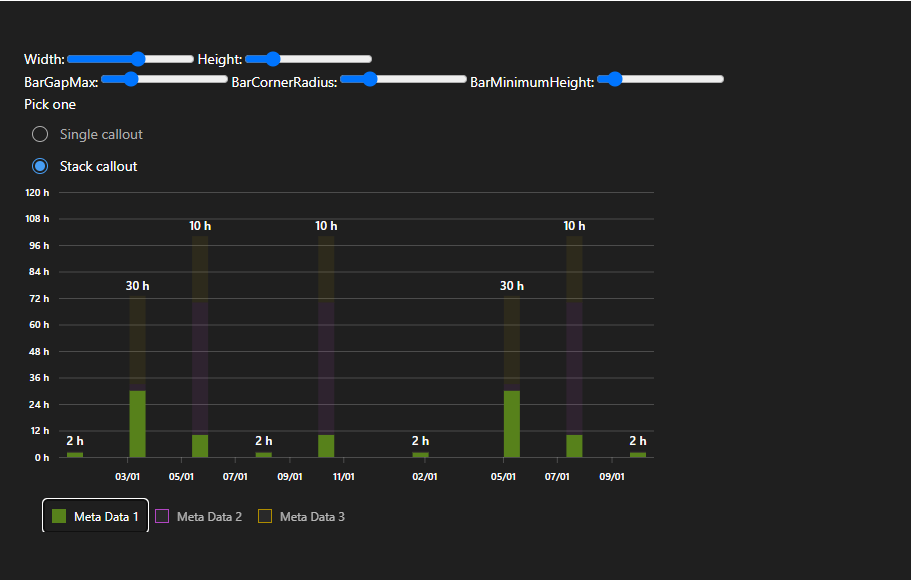 Width: Height:
BarGapMax: BarCornerRadius: BarMinimumHeight:
Pick one
Single callout
Stack callout
120 h
108 h
10 h 10 h 10 h
96 h
84 h
30 h 30 h
72 h
60 h
48 h
36 h
24 h
12 h
2 h 2 h 2 h 2 h
0 h
03/01 05/01 07/01 09/01 11/01 02/01 05/01 07/01 09/01
Meta Data 1 Meta Data 2 Meta Data 3